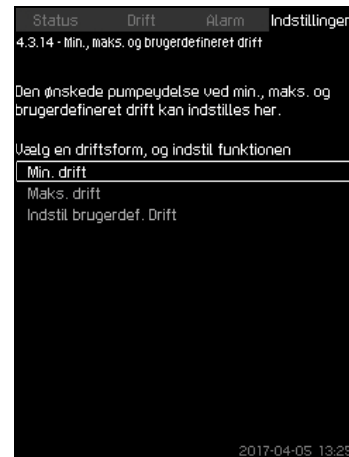 Status Drift Alarm Indstillinger
4.3.14 - Min., maks. og brugerdefineret drift
Den ønskede pumpeydelse ved min., maks. og
brugerdefineret drift kan indstilles her.
Vælg en driftsform, og indstil funktionen
Min. drift
Maks. drift
Indstil brugerdef. Drift
2017-04-05 13:29